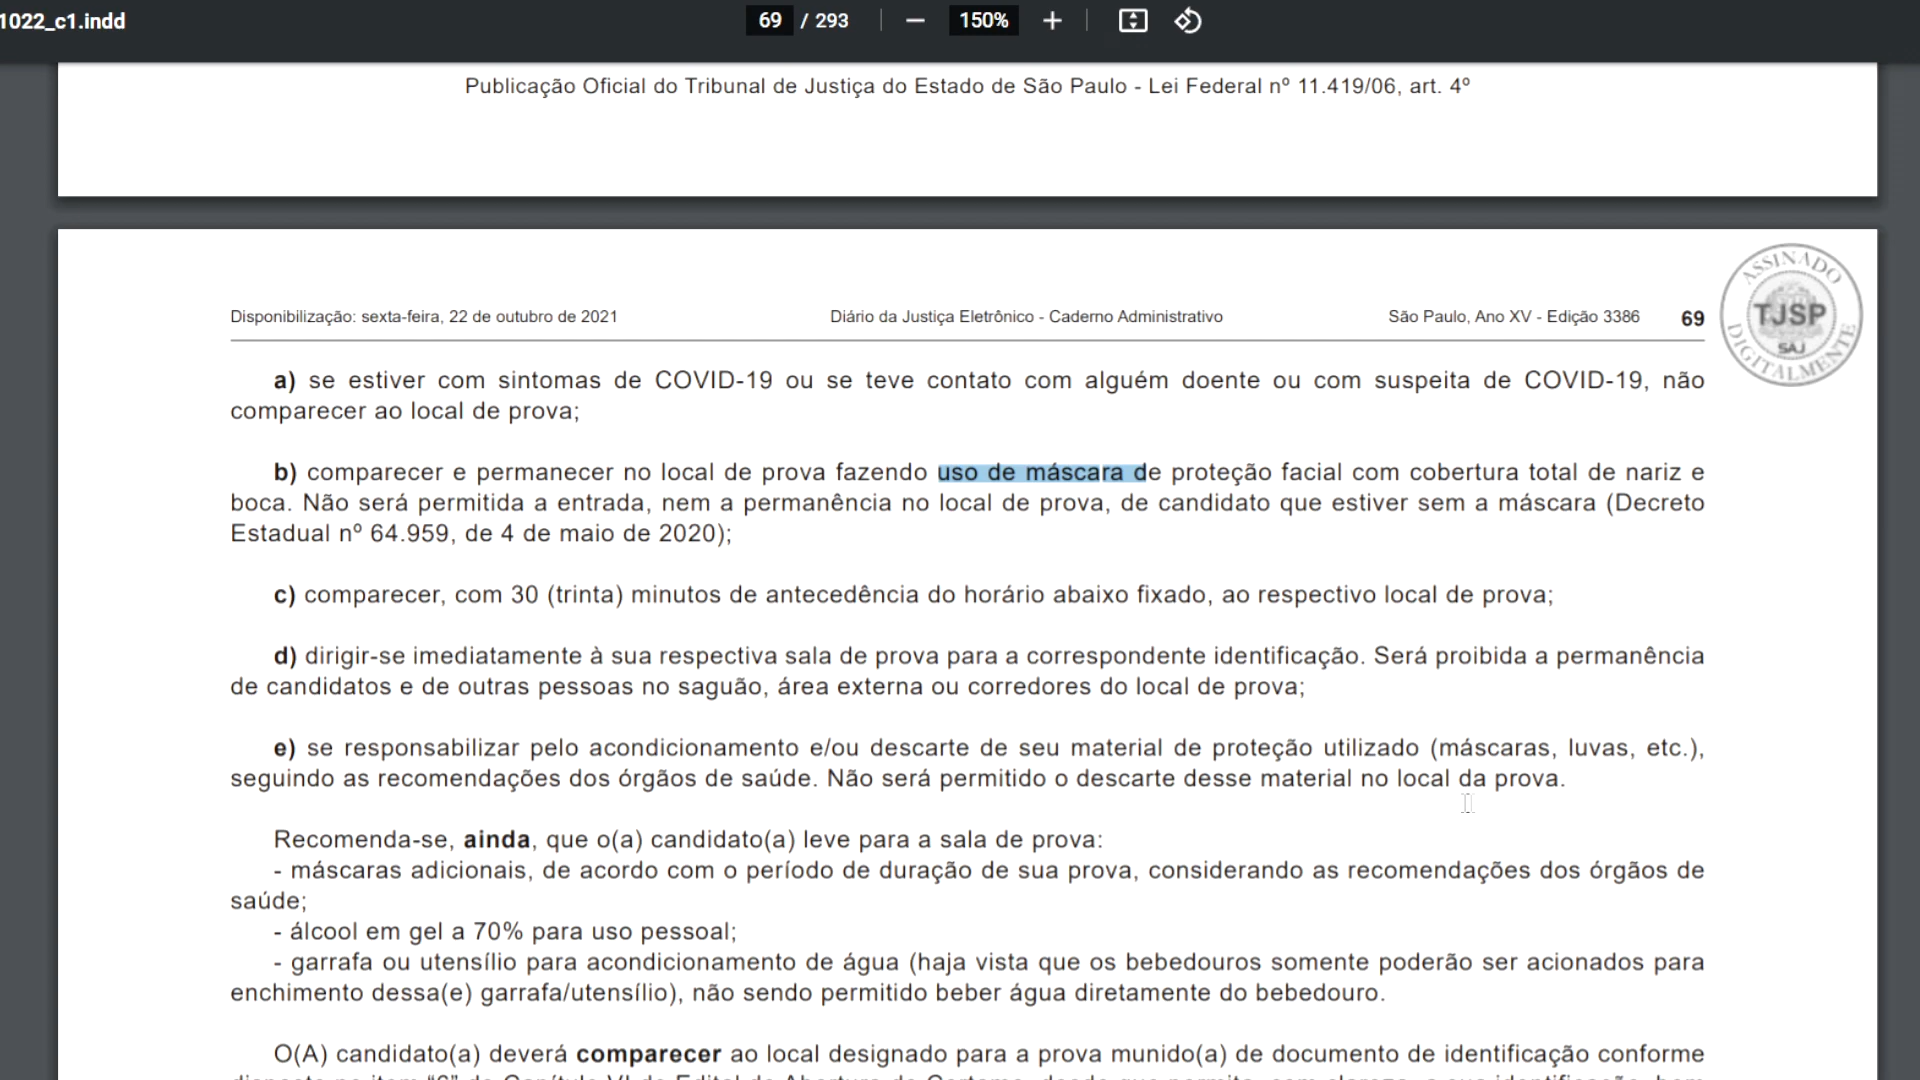 1022_c1.indd
69 / 293
150%
Publicação Oficial do Tribunal de Justiça do Estado de São Paulo - Lei Federal nº 11.419/06, art. 4º
Disponibilização: sexta-feira, 22 de outubro de 2021
Diário da Justiça Eletrônico - Caderno Administrativo
São Paulo, Ano XV - Edição 3386
69
ASSINADO
TJSP
SAJ
DIGITALMENTE
a) se estiver com sintomas de COVID-19 ou se teve contato com alguém doente ou com suspeita de COVID-19, não
comparecer ao local de prova;
b) comparecer e permanecer no local de prova fazendo uso de máscara de proteção facial com cobertura total de nariz e
boca. Não será permitida a entrada, nem a permanência no local de prova, de candidato que estiver sem a máscara (Decreto
Estadual nº 64.959, de 4 de maio de 2020);
c) comparecer, com 30 (trinta) minutos de antecedência do horário abaixo fixado, ao respectivo local de prova;
d) dirigir-se imediatamente à sua respectiva sala de prova para a correspondente identificação. Será proibida a permanência
de candidatos e de outras pessoas no saguão, área externa ou corredores do local de prova;
e) se responsabilizar pelo acondicionamento e/ou descarte de seu material de proteção utilizado (máscaras, luvas, etc.),
seguindo as recomendações dos órgãos de saúde. Não será permitido o descarte desse material no local da prova.
Recomenda-se, ainda, que o(a) candidato(a) leve para a sala de prova:
- máscaras adicionais, de acordo com o período de duração de sua prova, considerando as recomendações dos órgãos de
saúde;
- álcool em gel a 70% para uso pessoal;
- garrafa ou utensílio para acondicionamento de água (haja vista que os bebedouros somente poderão ser acionados para
enchimento dessa(e) garrafa/utensílio), não sendo permitido beber água diretamente do bebedouro.
O(A) candidato(a) deverá comparecer ao local designado para a prova munido(a) de documento de identificação conforme